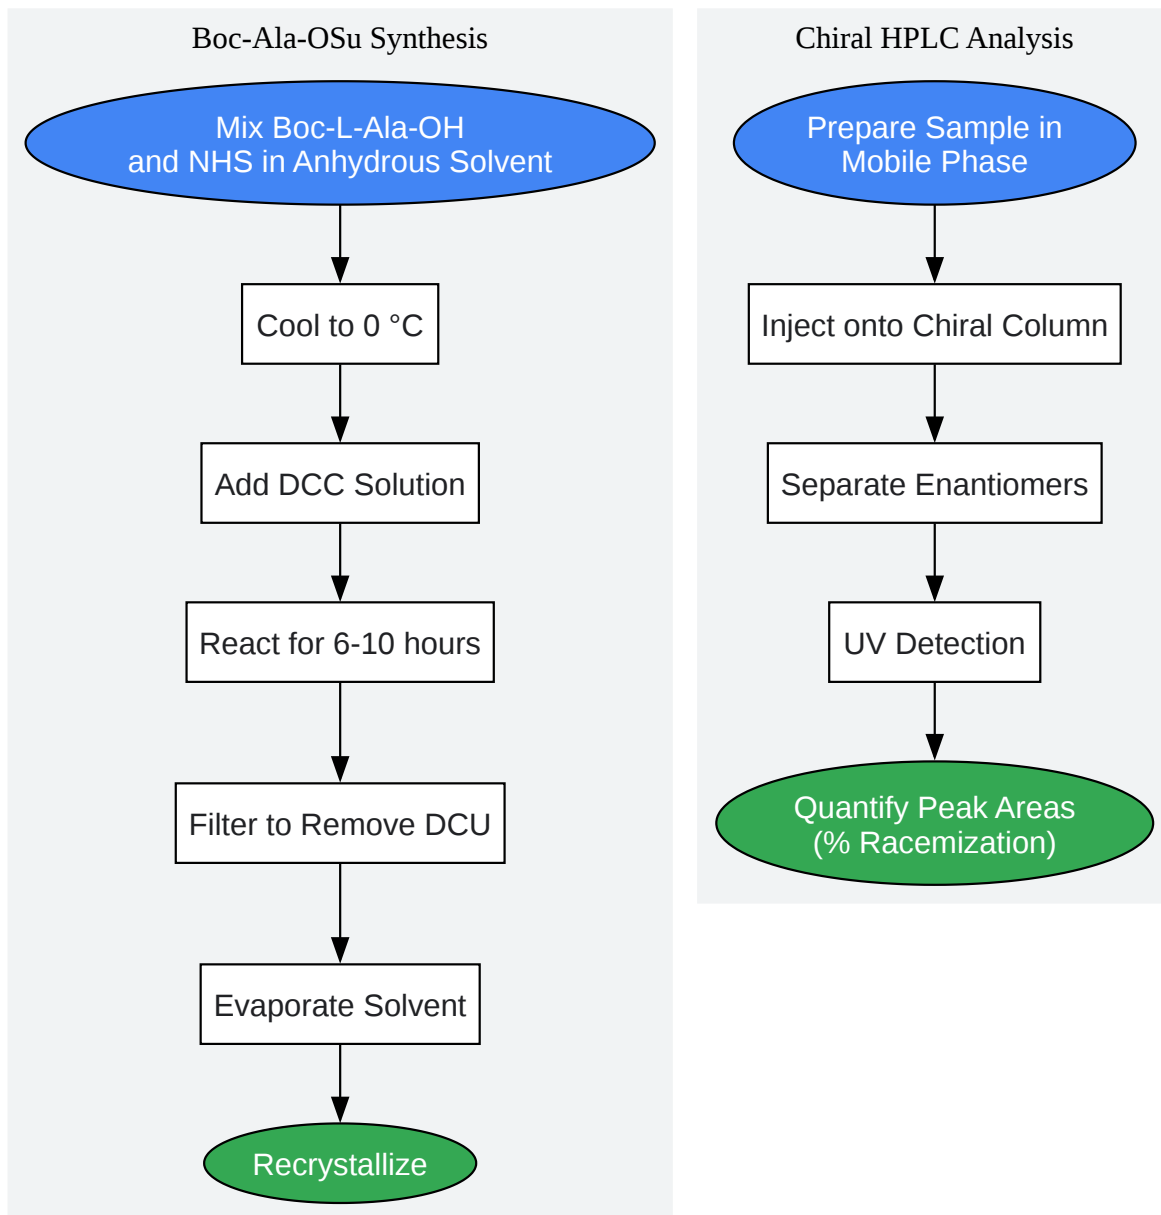 Boc-Ala-OSu Synthesis
Mix Boc-L-Ala-OH
and NHS in Anhydrous Solvent
Cool to 0 °C
Add DCC Solution
React for 6-10 hours
Filter to Remove DCU
Evaporate Solvent
Recrystallize
Chiral HPLC Analysis
Prepare Sample in
Mobile Phase
Inject onto Chiral Column
Separate Enantiomers
UV Detection
Quantify Peak Areas
(% Racemization)